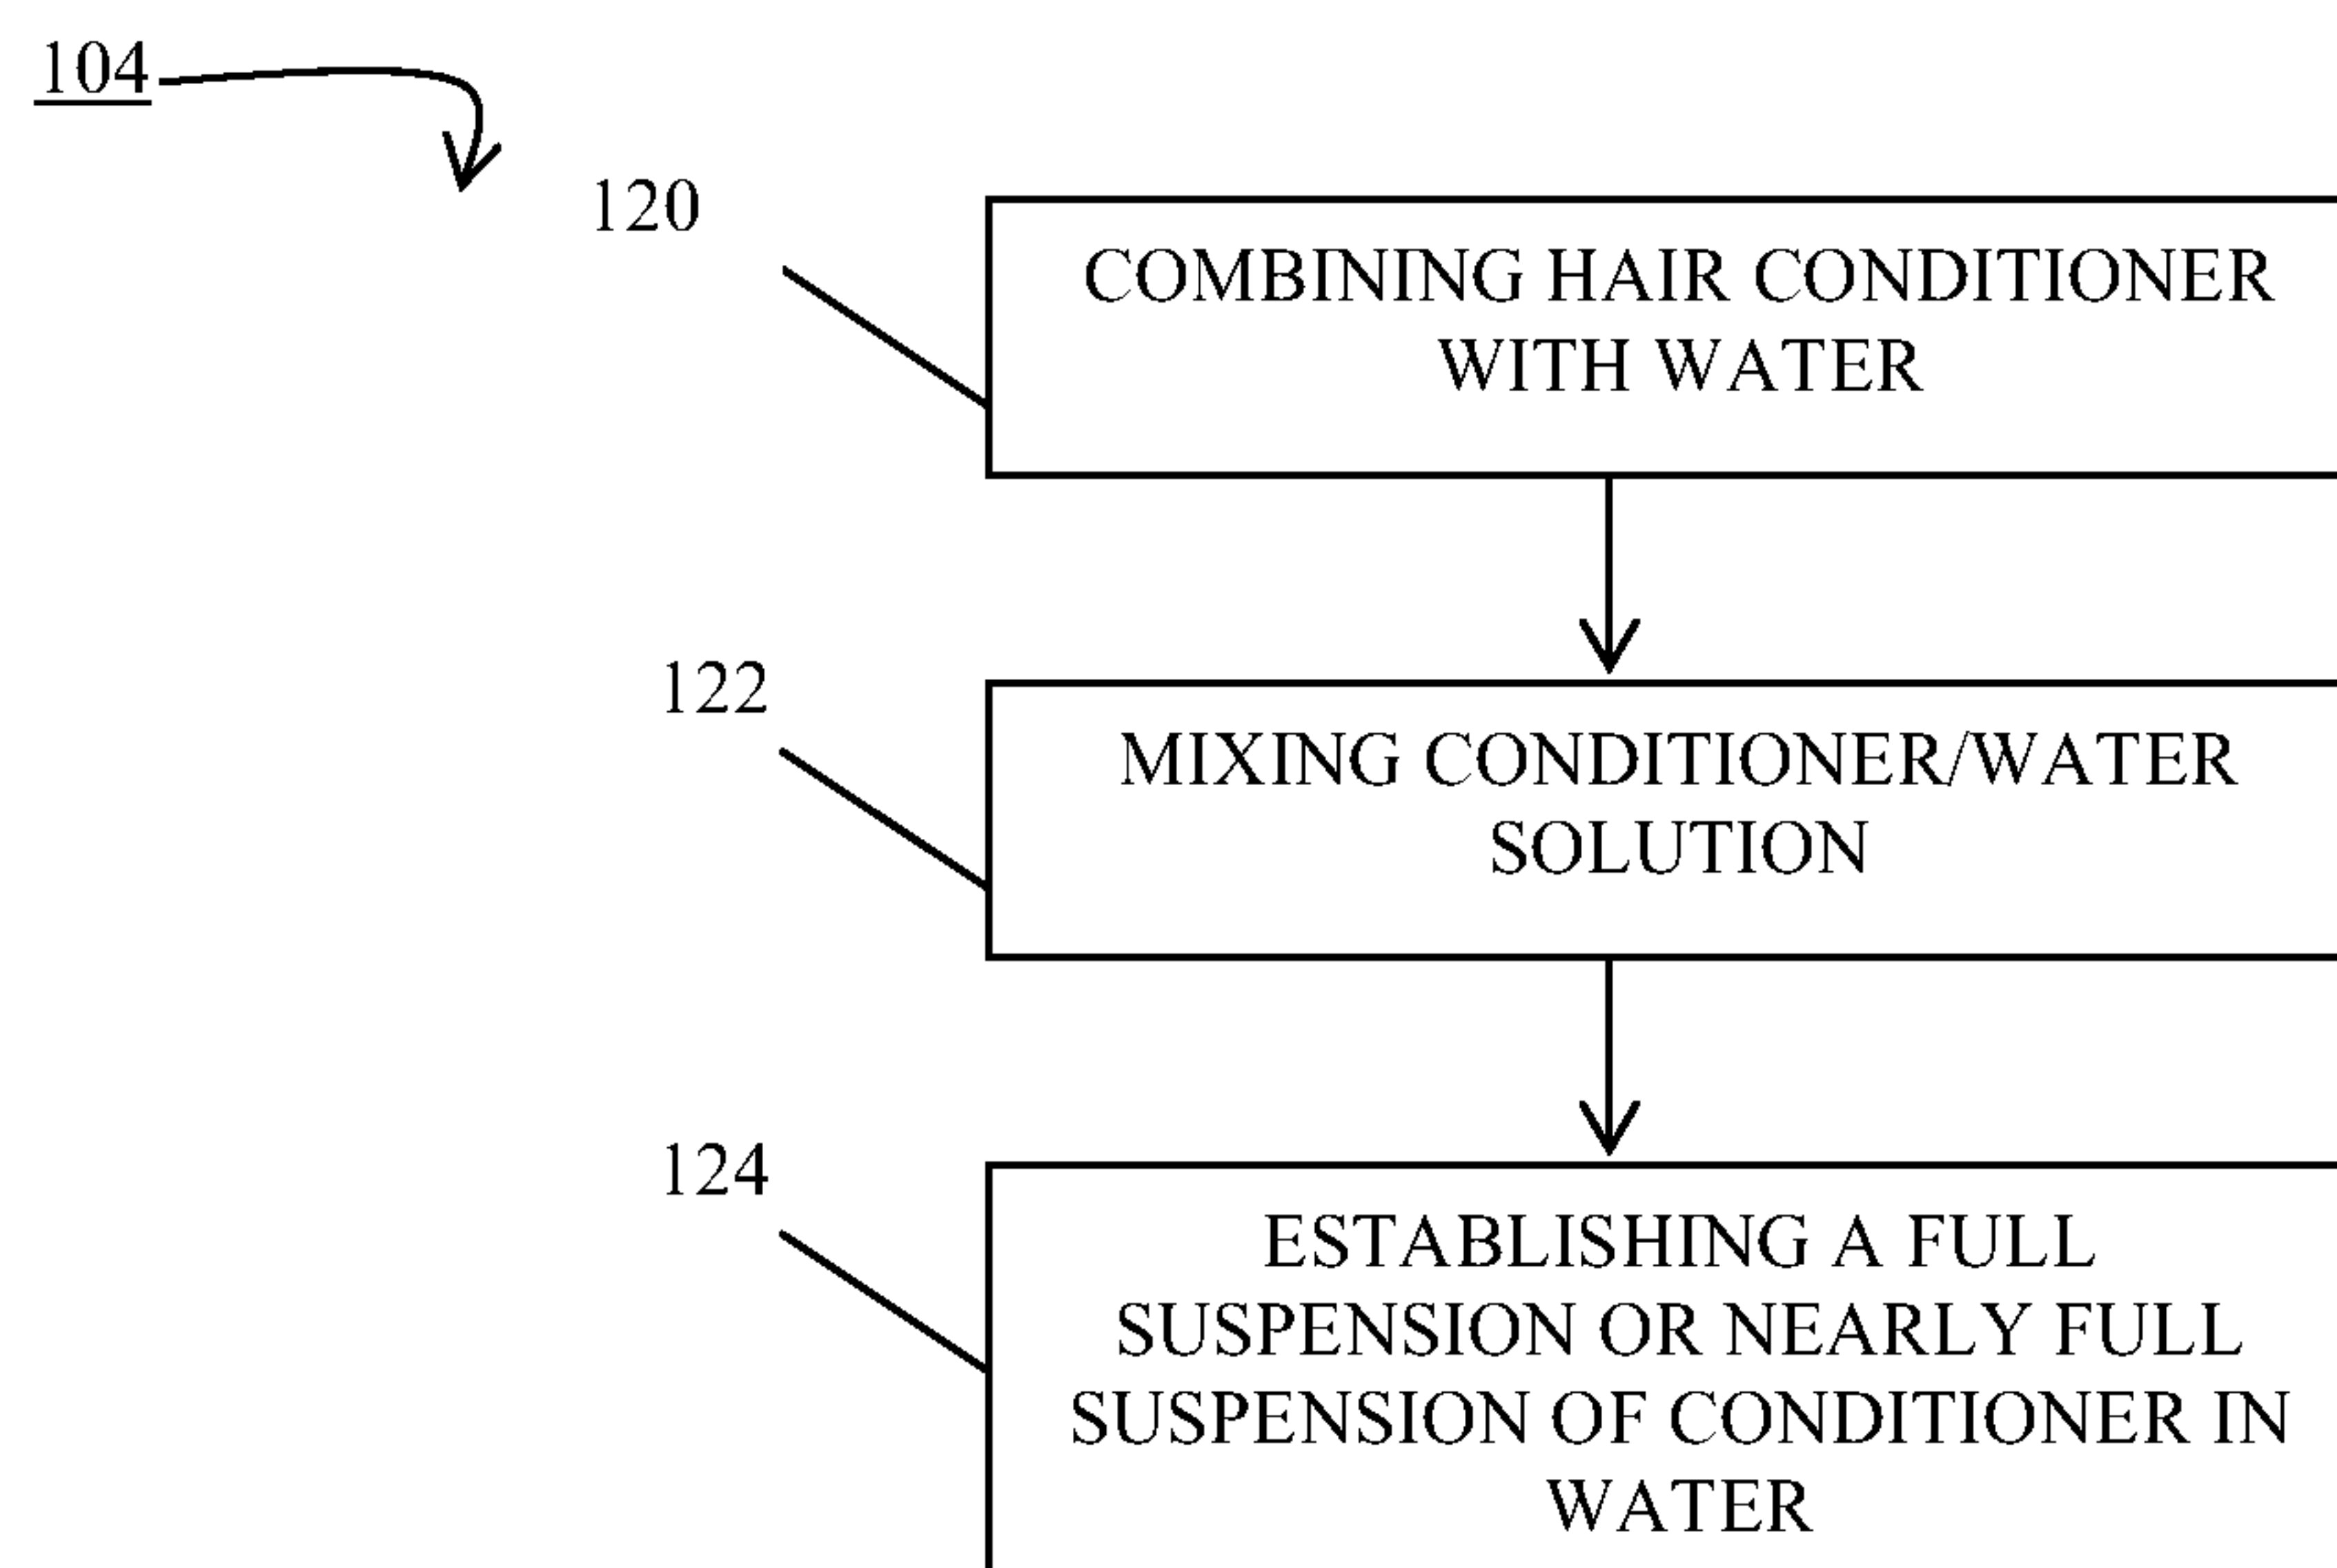 104
120
COMBINING HAIR CONDITIONER
WITH WATER
122
MIXING CONDITIONER/WATER
SOLUTION
124
ESTABLISHING A FULL
SUSPENSION OR NEARLY FULL
SUSPENSION OF CONDITIONER IN
WATER